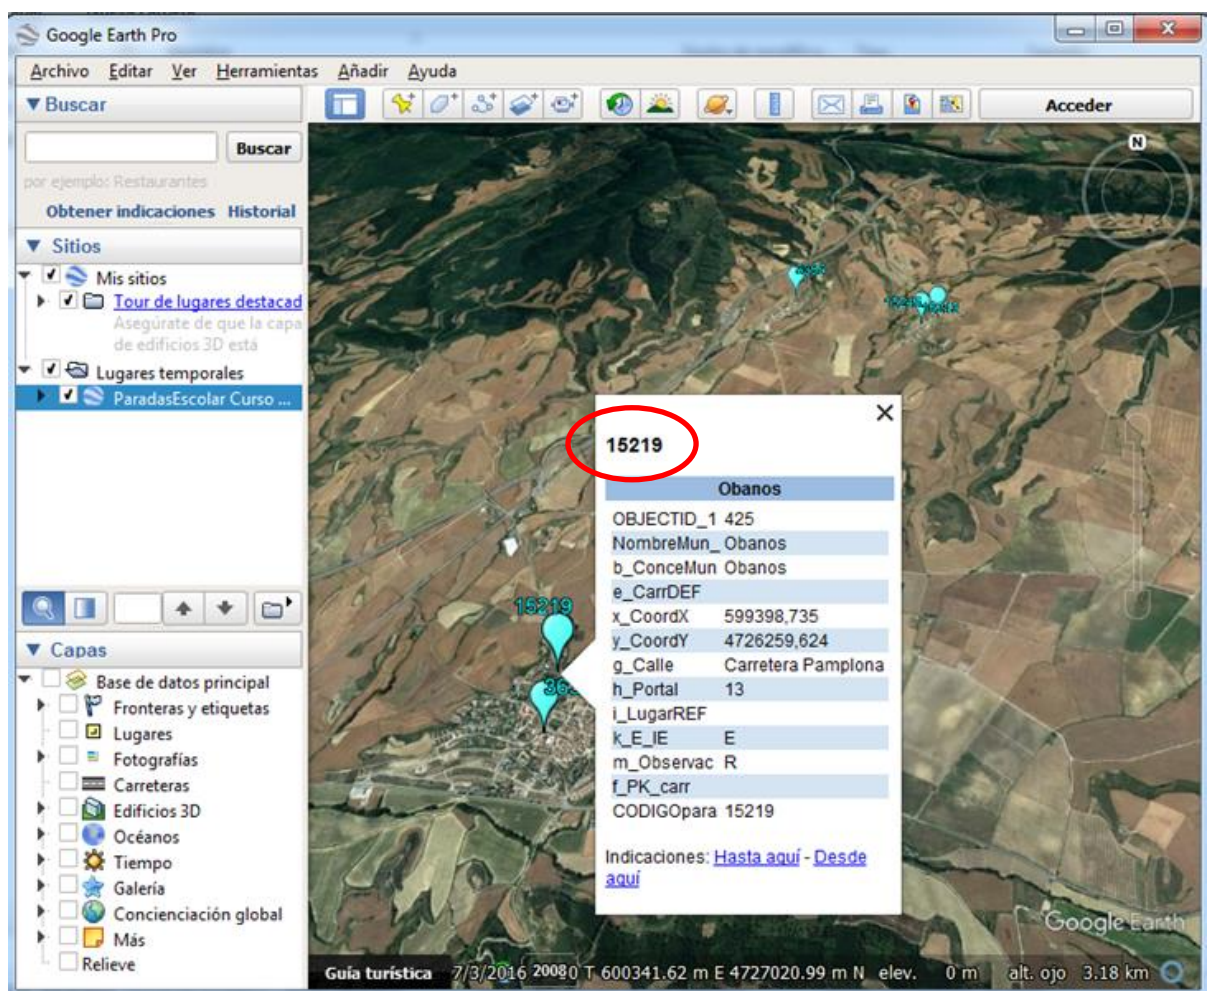 Google Earth Pro
Archivo Editar Ver Herramientas Añadir Ayuda
Buscar
Acceder
Buscar
por ejemplo: Restaurantes
Obtener indicaciones Historial
Sitios
Mis sitios
Tour de lugares destacad
Asegúrate de que la capa
de edificios 3D está
Lugares temporales
ParadasEscolar Curso ...
Capas
Base de datos principal
Fronteras y etiquetas
Lugares
Fotografías
Carreteras
Edificios 3D
Océanos
Tiempo
Galería
Concienciación global
Más
Relieve
N
15219
15219
Obanos
OBJECTID_1 425
NombreMun_ Obanos
b_ConceMun Obanos
e_CarrDEF
x_CoordX 599398,735
y_CoordY 4726259,624
g_Calle Carretera Pamplona
h_Portal 13
i_LugarREF
k_E_IE E
m_Observac R
f_PK_carr
CODIGOpara 15219
Indicaciones: Hasta aquí - Desde
aquí
Google Earth
Guía turística 7/3/2016 2008 0 T 600341.62 m E 4727020.99 m N elev. 0 m alt. ojo 3.18 km